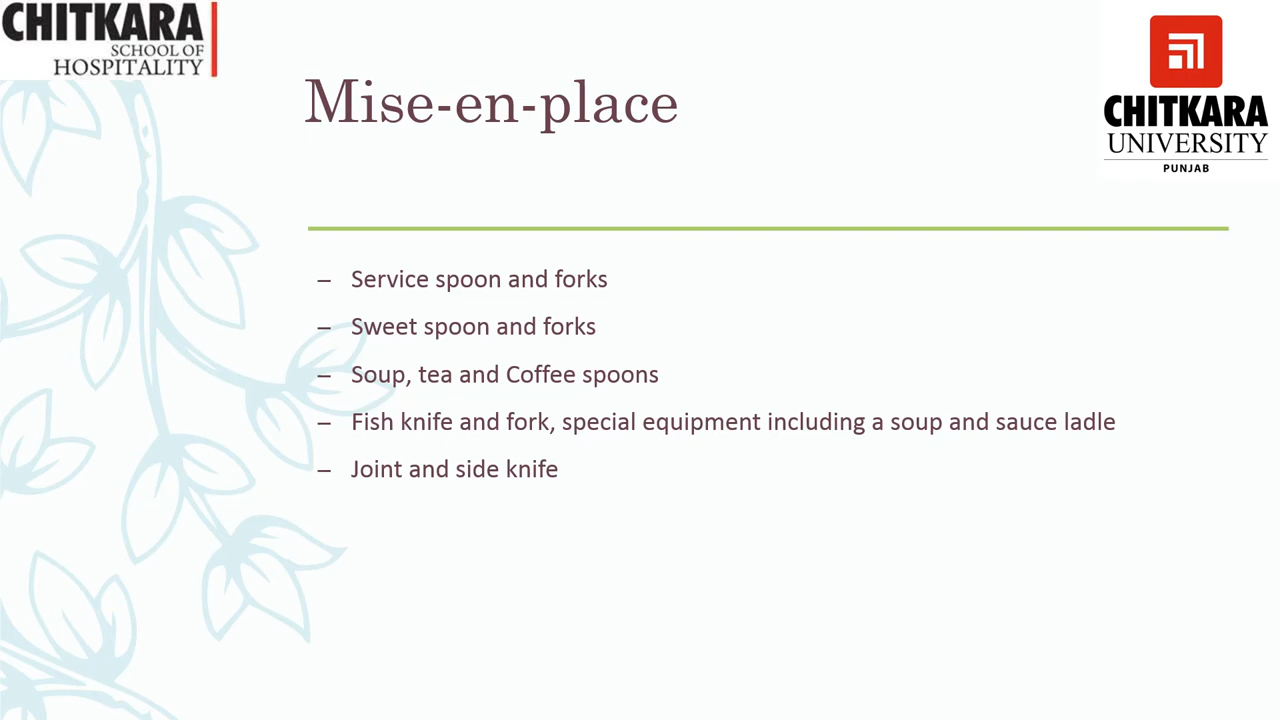 CHITKARA
SCHOOL OF
HOSPITALITY
Mise-en-place
CHITKARA
UNIVERSITY
PUNJAB
– Service spoon and forks
– Sweet spoon and forks
– Soup, tea and Coffee spoons
– Fish knife and fork, special equipment including a soup and sauce ladle
– Joint and side knife